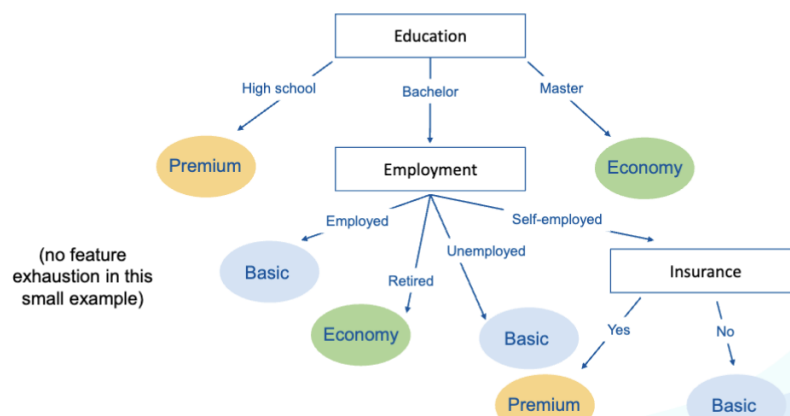 Education
High school
Bachelor
Master
Premium
Employment
Economy
Employed
Self-employed
(no feature
exhaustion in this
small example)
Basic
Retired
Unemployed
Insurance
Economy
Basic
Yes
No
Premium
Basic